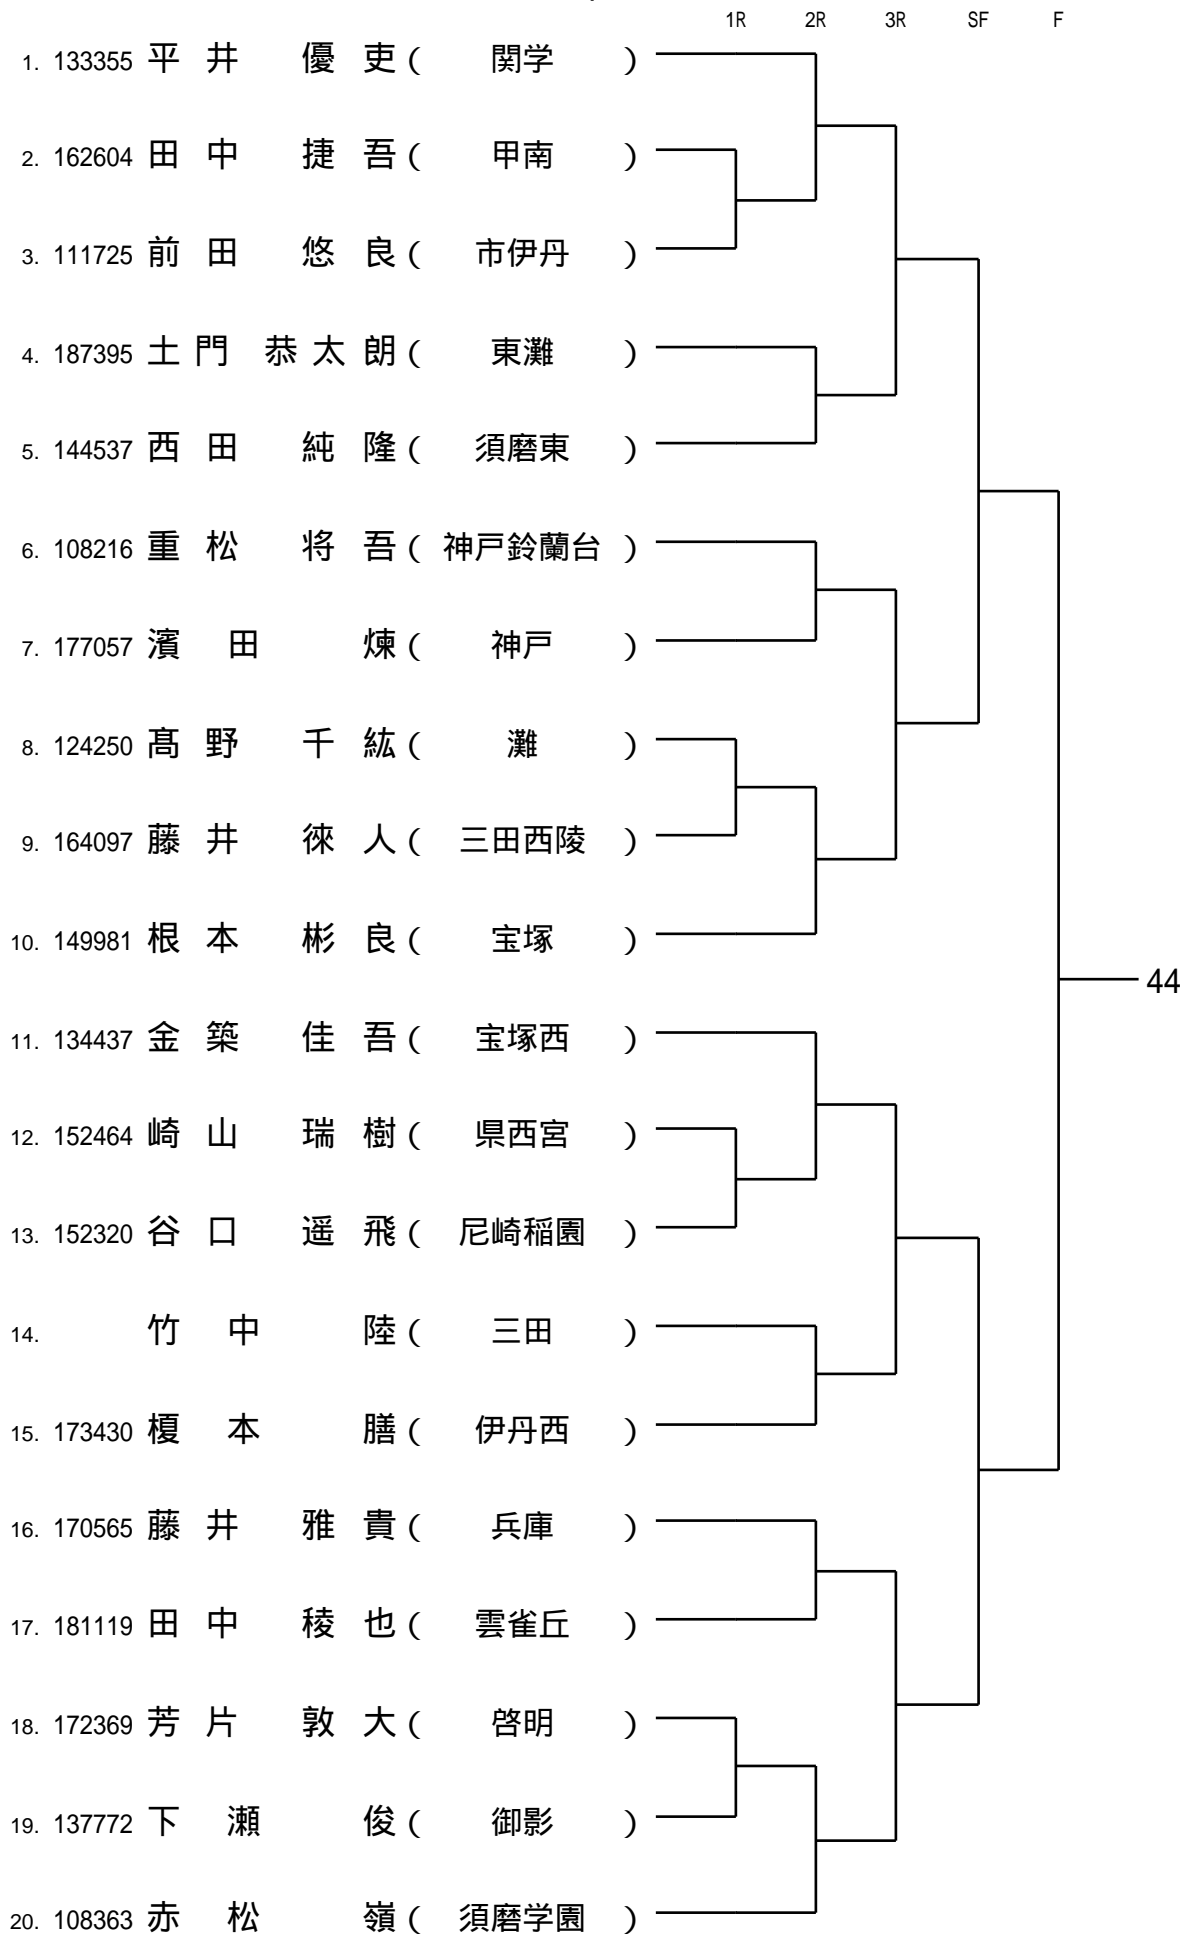 1R 2R 3R SF F
1. 133355 平井 優吏 ( 関学 )
2. 162604 田中 捷吾 ( 甲南 )
3. 111725 前田 悠良 ( 市伊丹 )
4. 187395 土門 恭太朗 ( 東灘 )
5. 144537 西田 純隆 ( 須磨東 )
6. 108216 重松 将吾 ( 神戸鈴蘭台 )
7. 177057 濱田 煉 ( 神戸 )
8. 124250 髙野 千紘 ( 灘 )
9. 164097 藤井 徠人 ( 三田西陵 )
10. 149981 根本 彬良 ( 宝塚 )
44
11. 134437 金築 佳吾 ( 宝塚西 )
12. 152464 崎山 瑞樹 ( 県西宮 )
13. 152320 谷口 遥飛 ( 尼崎稲園 )
14. 竹中 陸 ( 三田 )
15. 173430 榎本 膳 ( 伊丹西 )
16. 170565 藤井 雅貴 ( 兵庫 )
17. 181119 田中 稜也 ( 雲雀丘 )
18. 172369 芳片 敦大 ( 啓明 )
19. 137772 下瀬 俊 ( 御影 )
20. 108363 赤松 嶺 ( 須磨学園 )